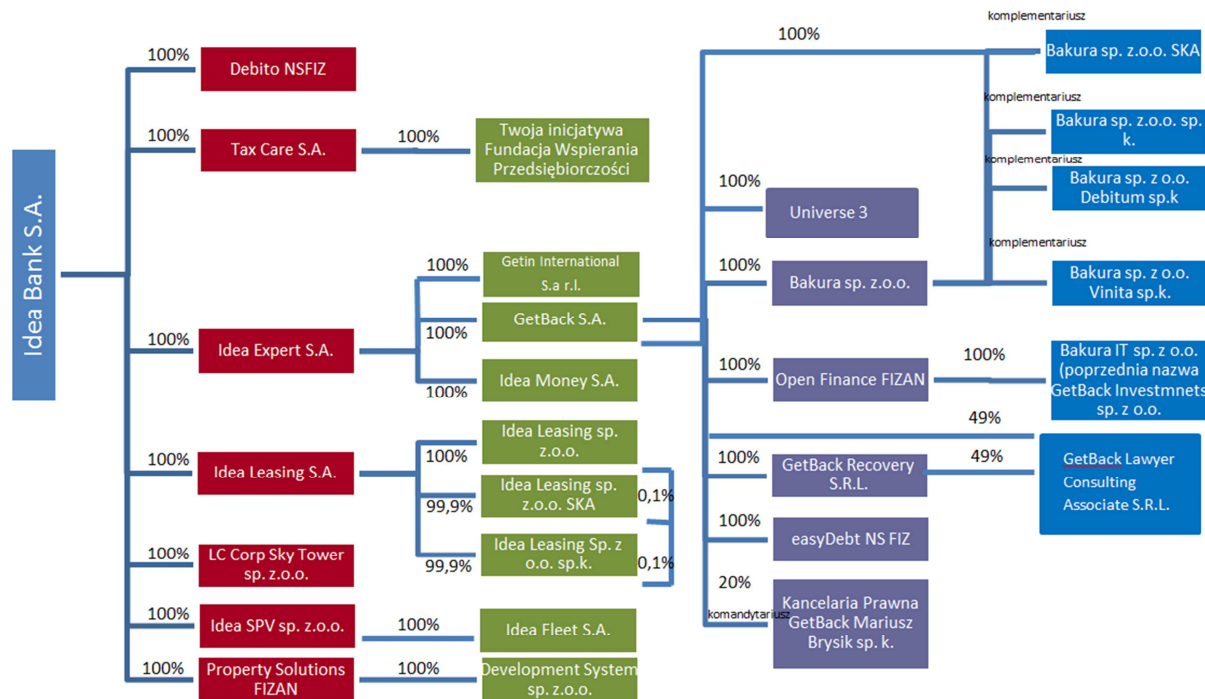 Idea Bank S.A.
100%
Debito NSFIZ
100%
Tax Care S.A.
100%
Twoja inicjatywa
Fundacja Wspierania
Przedsiębiorczości
100%
Idea Expert S.A.
100%
Getin International
S.a r.l.
100%
GetBack S.A.
100%
Idea Money S.A.
100%
Idea Leasing S.A.
100%
Idea Leasing sp.
z.o.o.
99,9%
Idea Leasing sp.
z.o.o. SKA
0,1%
99,9%
Idea Leasing Sp. z
o.o. sp.k.
0,1%
100%
LC Corp Sky Tower
sp. z.o.o.
100%
Idea SPV sp. z.o.o.
100%
Idea Fleet S.A.
100%
Property Solutions
FIZAN
100%
Development System
sp. z.o.o.
100%
komplementariusz
Bakura sp. z.o.o. SKA
komplementariusz
Bakura sp. z.o.o. sp.
k.
komplementariusz
Bakura sp. z o.o.
Debitum sp.k
100%
Universe 3
100%
Bakura sp. z.o.o.
komplementariusz
Bakura sp. z o.o.
Vinita sp.k.
100%
Open Finance FIZAN
100%
Bakura IT sp. z o.o.
(poprzednia nazwa
GetBack Investmnets
sp. z o.o.
49%
100%
GetBack Recovery
S.R.L.
49%
GetBack Lawyer
Consulting
Associate S.R.L.
100%
easyDebt NS FIZ
20%
komandytariusz
Kancelaria Prawna
GetBack Mariusz
Brysik sp. k.